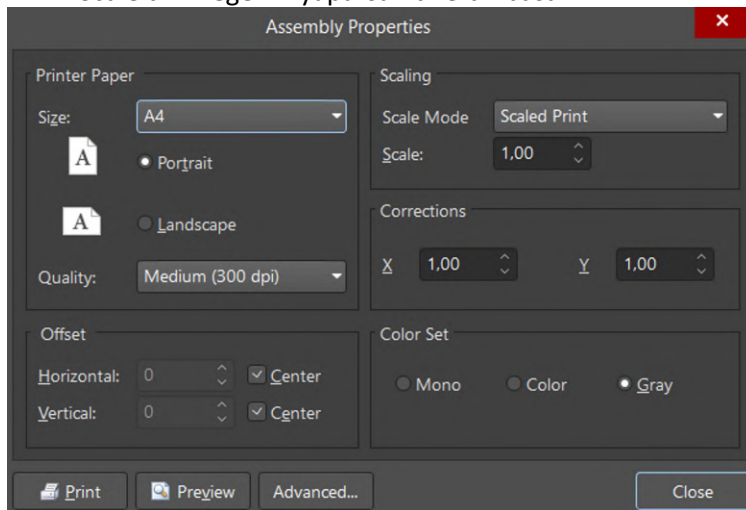 Assembly Properties
Printer Paper
Size:
A4
A
Portrait
A
Landscape
Quality:
Medium (300 dpi)
Scaling
Scale Mode
Scaled Print
Scale:
1,00
Corrections
X
1,00
Y
1,00
Offset
Horizontal:
0
Center
Vertical:
0
Center
Color Set
Mono
Color
Gray
Print
Preview
Advanced...
Close